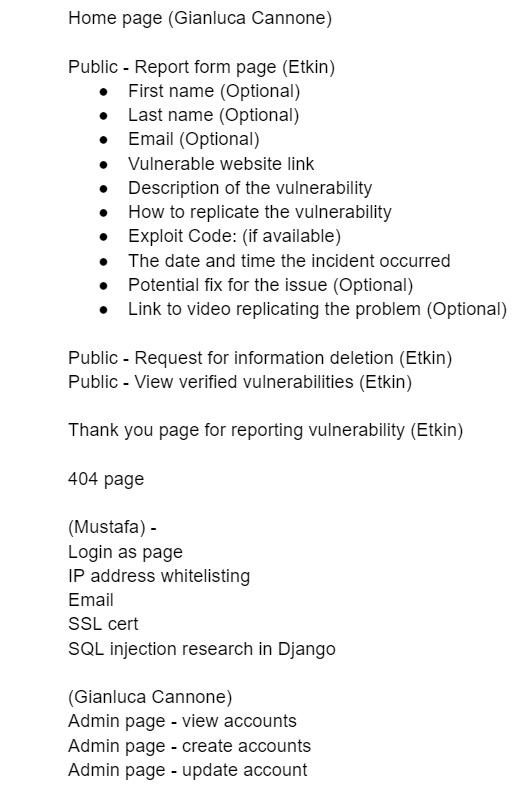 Home page (Gianluca Cannone)
Public - Report form page (Etkin)
● First name (Optional)
● Last name (Optional)
● Email (Optional)
● Vulnerable website link
● Description of the vulnerability
● How to replicate the vulnerability
● Exploit Code: (if available)
● The date and time the incident occurred
● Potential fix for the issue (Optional)
● Link to video replicating the problem (Optional)
Public - Request for information deletion (Etkin)
Public - View verified vulnerabilities (Etkin)
Thank you page for reporting vulnerability (Etkin)
404 page
(Mustafa) -
Login as page
IP address whitelisting
Email
SSL cert
SQL injection research in Django
(Gianluca Cannone)
Admin page - view accounts
Admin page - create accounts
Admin page - update account